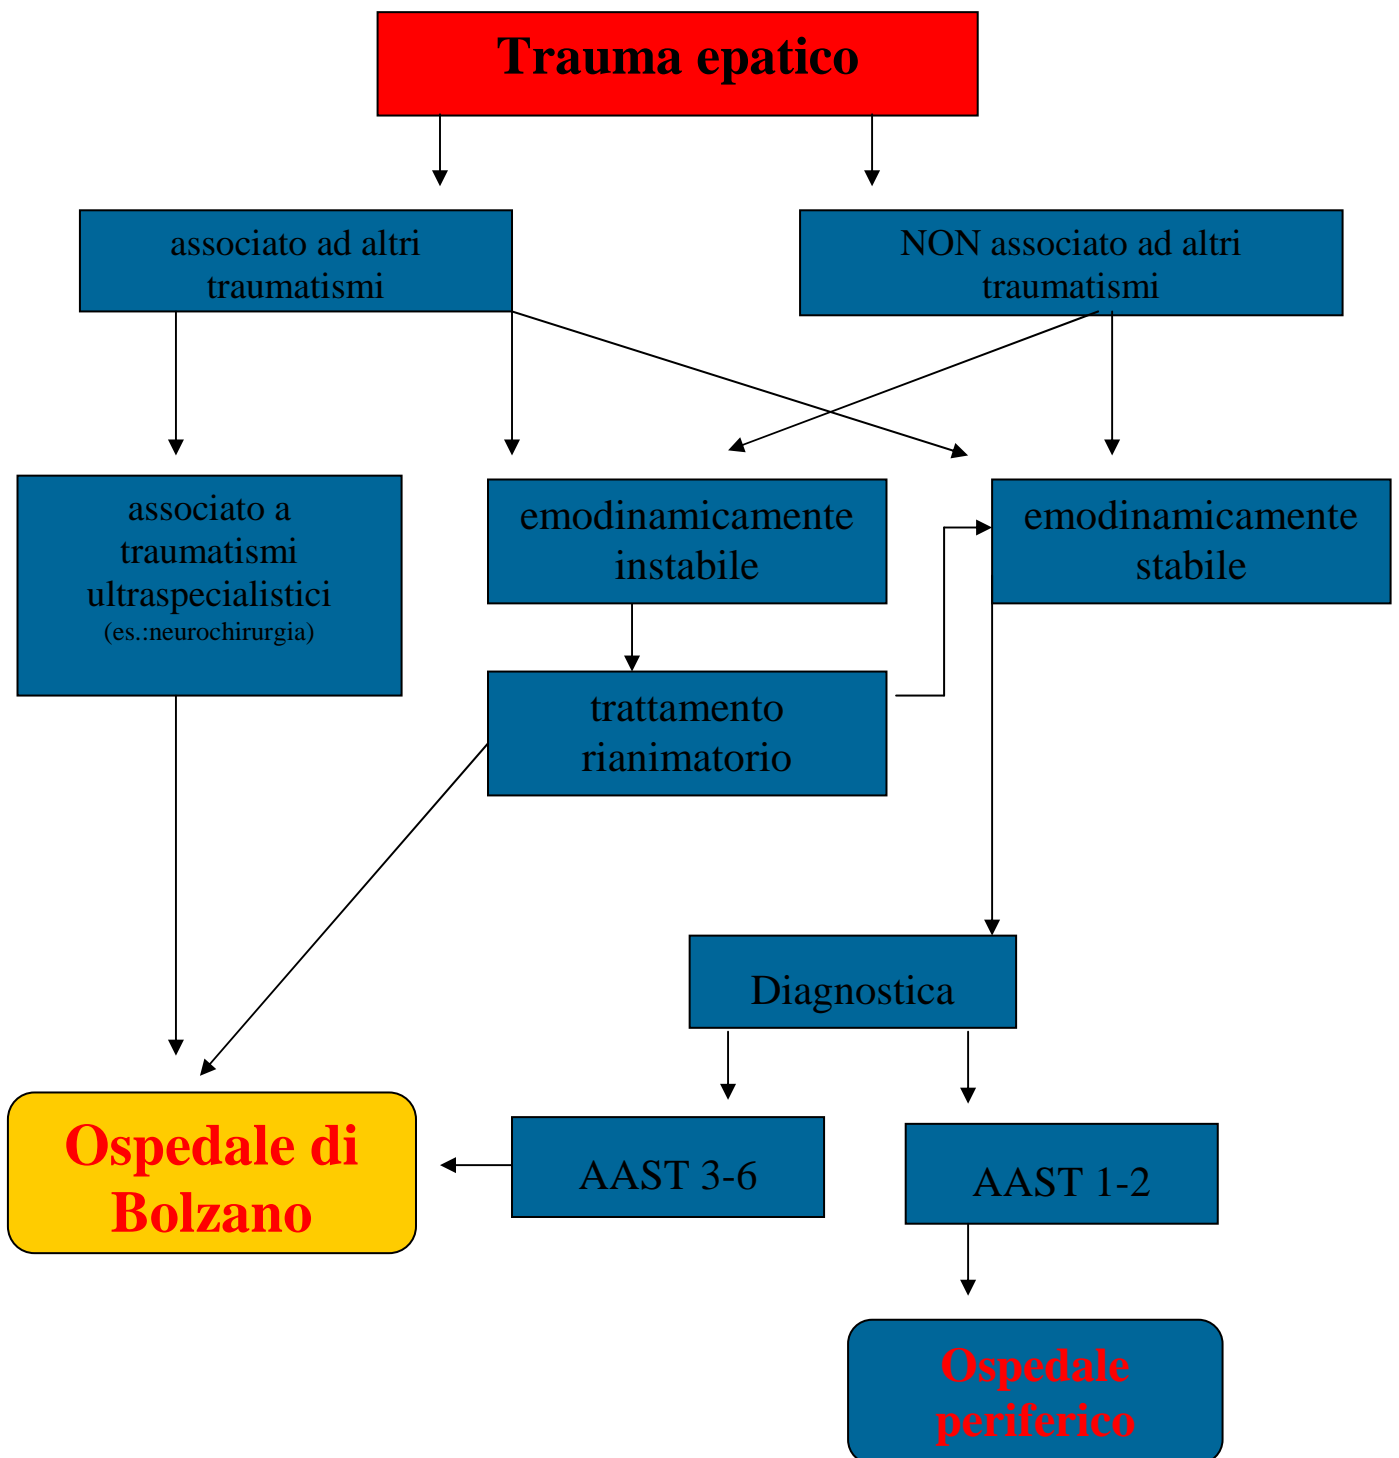 Trauma epatico
associato ad altri
traumatismi
NON associato ad altri
traumatismi
associato a
traumatismi
ultraspecialistici
(es.:neurochirurgia)
emodinamicamente
instabile
emodinamicamente
stabile
trattamento
rianimatorio
Diagnostica
Ospedale di
Bolzano
AAST 3-6
AAST 1-2
Ospedale
periferico